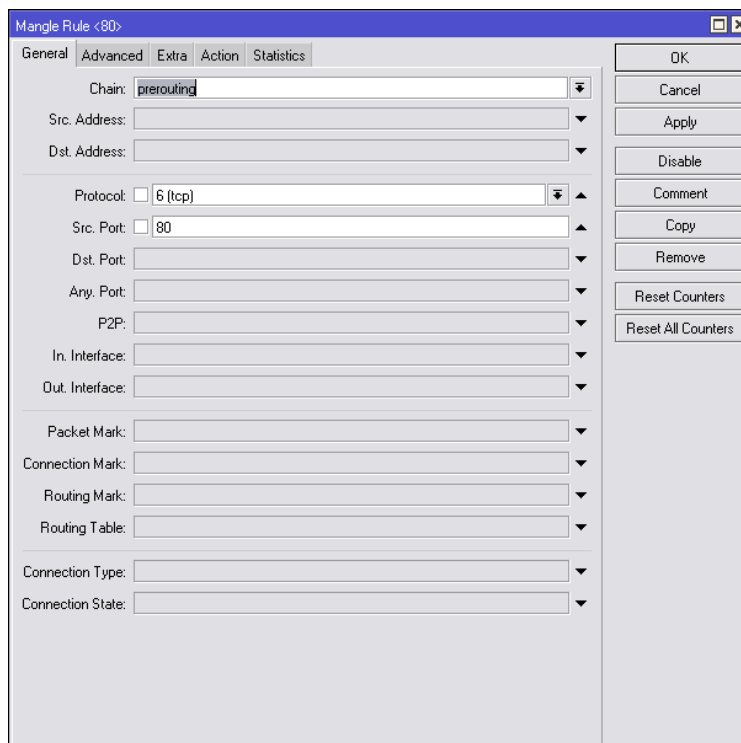 Mangle Rule <80>
General Advanced Extra Action Statistics
Chain: prerouting
Src. Address:
Dst. Address:
Protocol: 6 (tcp)
Src. Port: 80
Dst. Port:
Any. Port:
P2P:
In. Interface:
Out. Interface:
Packet Mark:
Connection Mark:
Routing Mark:
Routing Table:
Connection Type:
Connection State:
OK
Cancel
Apply
Disable
Comment
Copy
Remove
Reset Counters
Reset All Counters